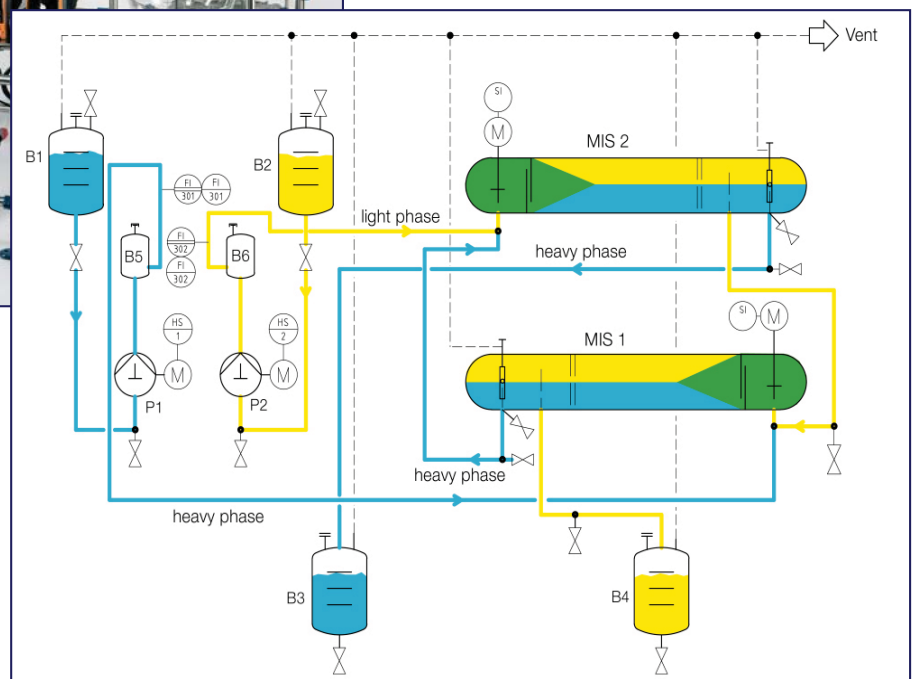 Vent
SI
M
MIS 2
B1
B2
FI
301
FI
301
light phase
FI
302
B5
B6
heavy phase
FI
302
SI
M
HS
1
HS
2
MIS 1
M
M
P1
P2
heavy phase
heavy phase
B3
B4